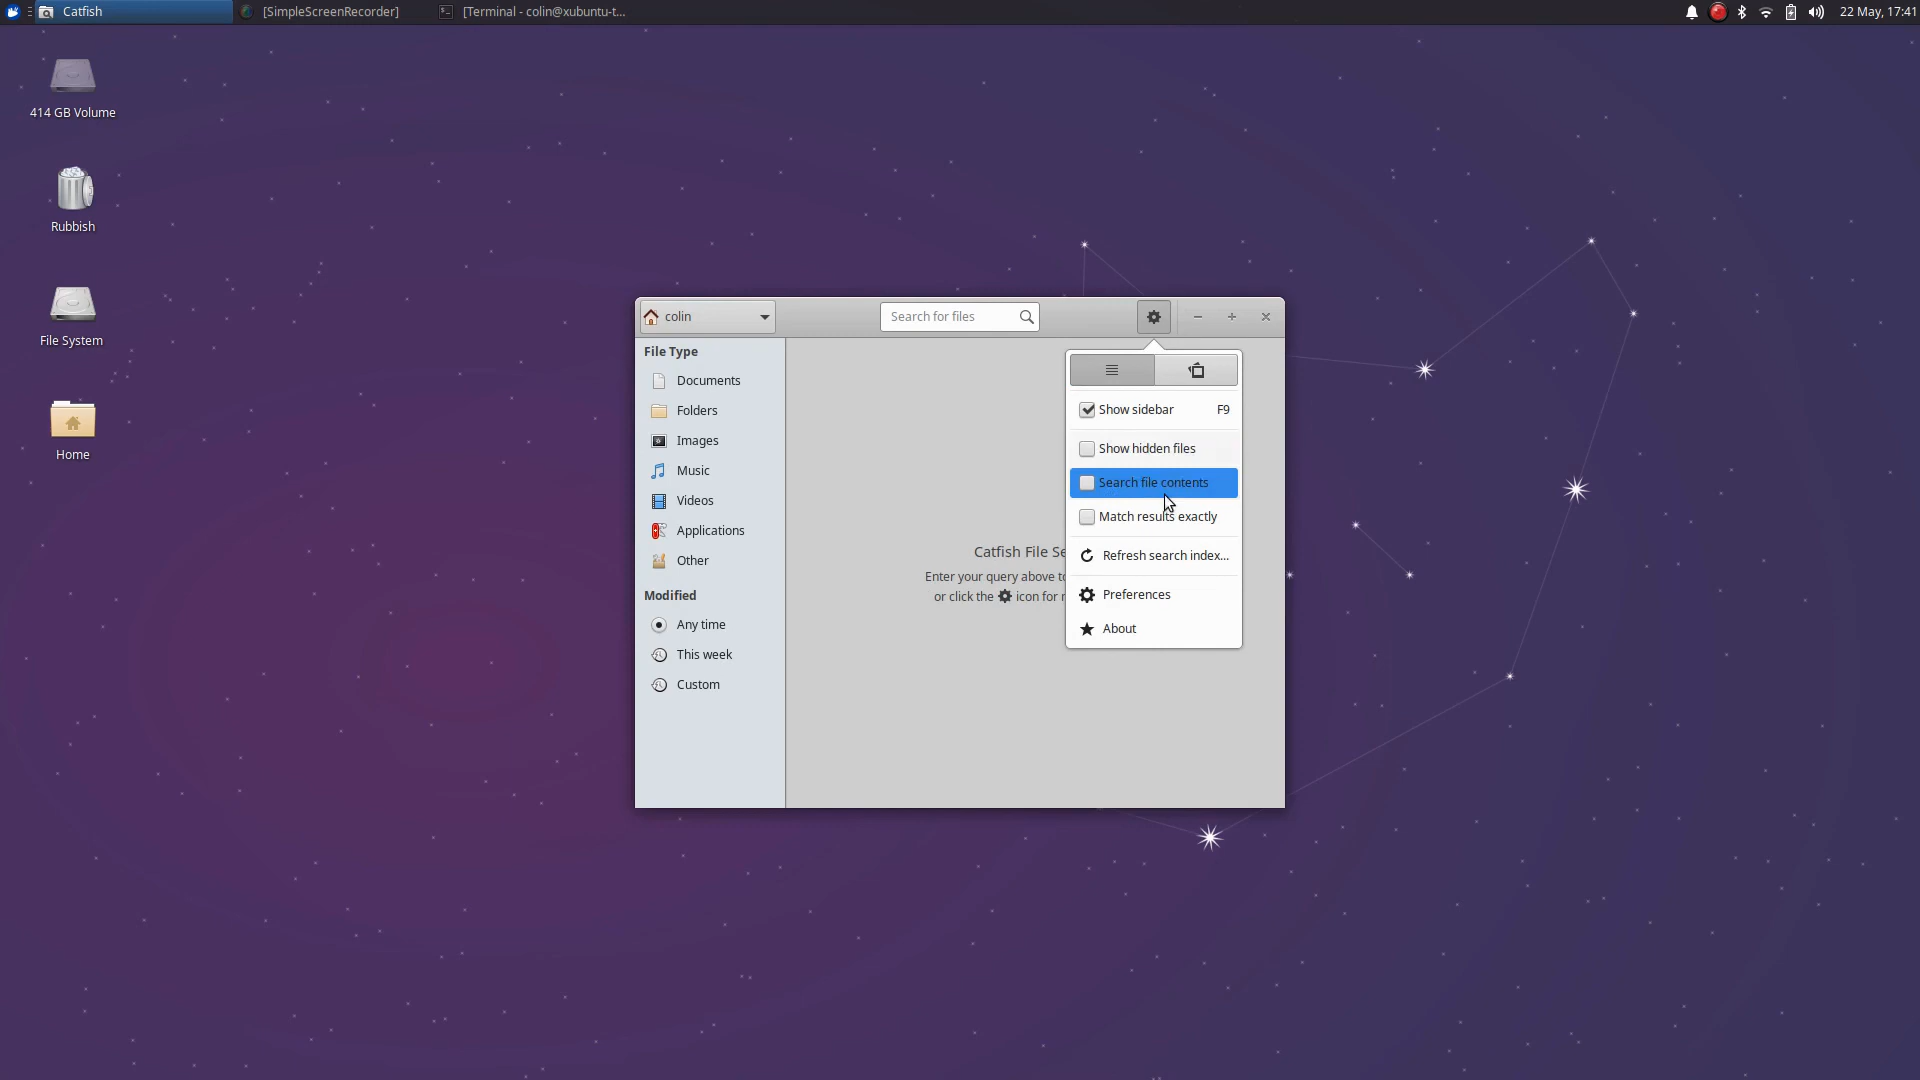 Catfish
[SimpleScreenRecorder]
[Terminal - colin@xubuntu-t...
22 May, 17:41
414 GB Volume
Rubbish
File System
Home
colin
Search for files
File Type
Documents
Folders
Images
Music
Videos
Applications
Other
Modified
Any time
This week
Custom
Catfish File Se
Enter your query above to
or click the icon for
Show sidebar F9
Show hidden files
Search file contents
Match results exactly
Refresh search index...
Preferences
About